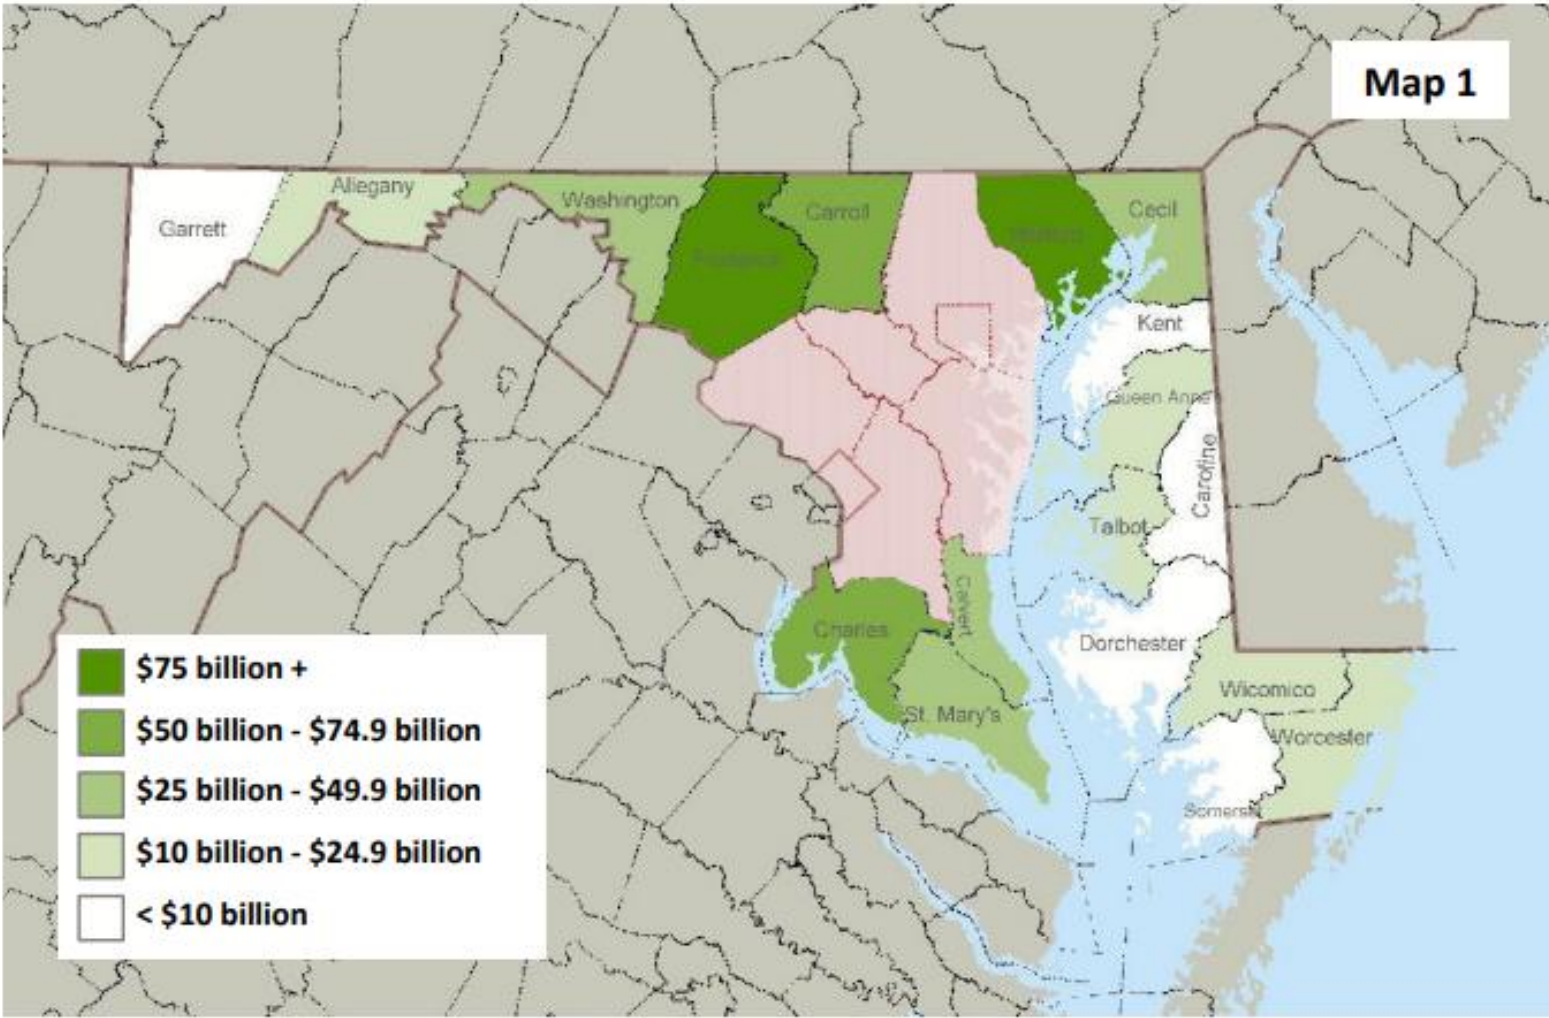 Map 1
Allegany
Washington
Garrett
Carroll
Cecil
Frederick
Harford
Kent
Queen Anne'
Caroline
Talbot
Calvert
Charles
Dorchester
St. Mary's
Wicomico
Worcester
Somerset
$75 billion +
$50 billion - $74.9 billion
$25 billion - $49.9 billion
$10 billion - $24.9 billion
< $10 billion